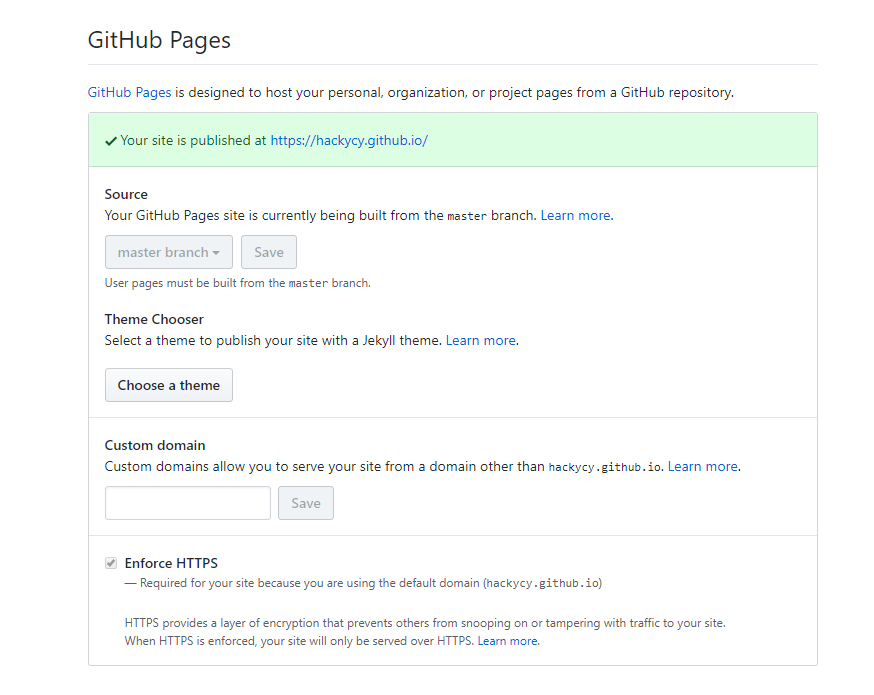 GitHub Pages
GitHub Pages is designed to host your personal, organization, or project pages from a GitHub repository.
Your site is published at https://hackycy.github.io/
Source
Your GitHub Pages site is currently being built from the master branch. Learn more.
master branch
Save
User pages must be built from the master branch.
Theme Chooser
Select a theme to publish your site with a Jekyll theme. Learn more.
Choose a theme
Custom domain
Custom domains allow you to serve your site from a domain other than hackycy.github.io. Learn more.
Save
Enforce HTTPS
— Required for your site because you are using the default domain (hackycy.github.io)
HTTPS provides a layer of encryption that prevents others from snooping on or tampering with traffic to your site.
When HTTPS is enforced, your site will only be served over HTTPS. Learn more.